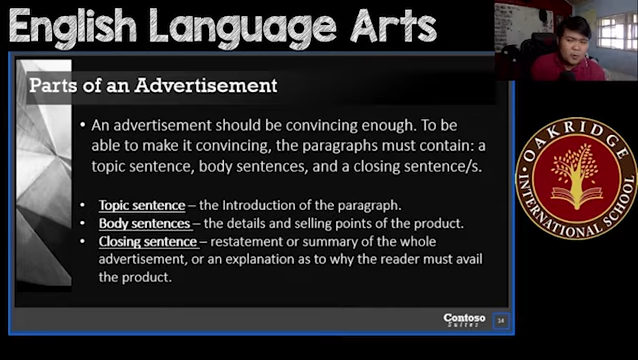 English Language Arts
Parts of an Advertisement
• An advertisement should be convincing enough. To be
able to make it convincing, the paragraphs must contain: a
topic sentence, body sentences, and a closing sentence/s.
• Topic sentence – the Introduction of the paragraph.
• Body sentences – the details and selling points of the product.
• Closing sentence – restatement or summary of the whole
advertisement, or an explanation as to why the reader must avail
the product.
Contoso
Suites
14
OAKRIDGE
INTERNATIONAL SCHOOL